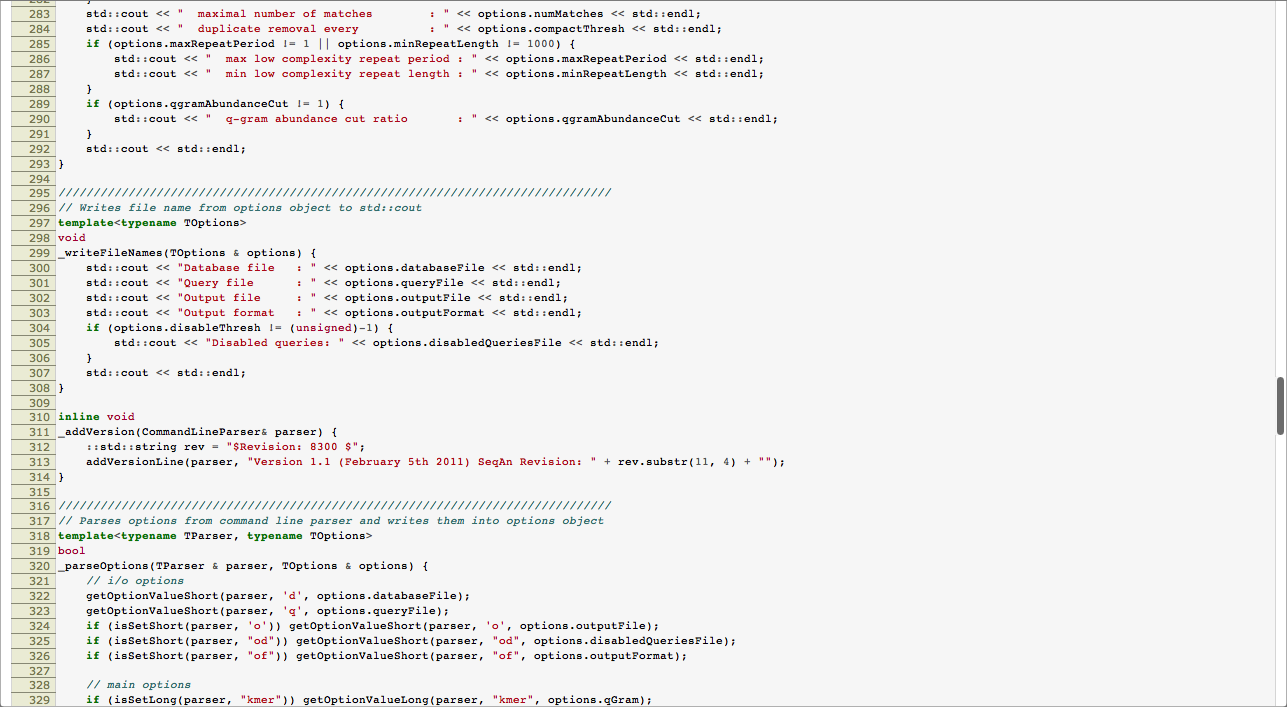 282     }
283     std::cout << "  maximal number of matches        : " << options.numMatches << std::endl;
284     std::cout << "  duplicate removal every          : " << options.compactThresh << std::endl;
285     if (options.maxRepeatPeriod != 1 || options.minRepeatLength != 1000) {
286         std::cout << "  max low complexity repeat period : " << options.maxRepeatPeriod << std::endl;
287         std::cout << "  min low complexity repeat length : " << options.minRepeatLength << std::endl;
288     }
289     if (options.qgramAbundanceCut != 1) {
290         std::cout << "  q-gram abundance cut ratio       : " << options.qgramAbundanceCut << std::endl;
291     }
292     std::cout << std::endl;
293 }
294
295 ///////////////////////////////////////////////////////////////////////////////
296 // Writes file name from options object to std::cout
297 template<typename TOptions>
298 void
299 _writeFileNames(TOptions & options) {
300     std::cout << "Database file   : " << options.databaseFile << std::endl;
301     std::cout << "Query file      : " << options.queryFile << std::endl;
302     std::cout << "Output file     : " << options.outputFile << std::endl;
303     std::cout << "Output format   : " << options.outputFormat << std::endl;
304     if (options.disableThresh != (unsigned)-1) {
305         std::cout << "Disabled queries: " << options.disabledQueriesFile << std::endl;
306     }
307     std::cout << std::endl;
308 }
309
310 inline void
311 _addVersion(CommandLineParser& parser) {
312     ::std::string rev = "$Revision: 8300 $";
313     addVersionLine(parser, "Version 1.1 (February 5th 2011) SeqAn Revision: " + rev.substr(11, 4) + "");
314 }
315
316 ///////////////////////////////////////////////////////////////////////////////
317 // Parses options from command line parser and writes them into options object
318 template<typename TParser, typename TOptions>
319 bool
320 _parseOptions(TParser & parser, TOptions & options) {
321     // i/o options
322     getOptionValueShort(parser, 'd', options.databaseFile);
323     getOptionValueShort(parser, 'q', options.queryFile);
324     if (isSetShort(parser, 'o')) getOptionValueShort(parser, 'o', options.outputFile);
325     if (isSetShort(parser, "od")) getOptionValueShort(parser, "od", options.disabledQueriesFile);
326     if (isSetShort(parser, "of")) getOptionValueShort(parser, "of", options.outputFormat);
327
328     // main options
329     if (isSetLong(parser, "kmer")) getOptionValueLong(parser, "kmer", options.qGram);